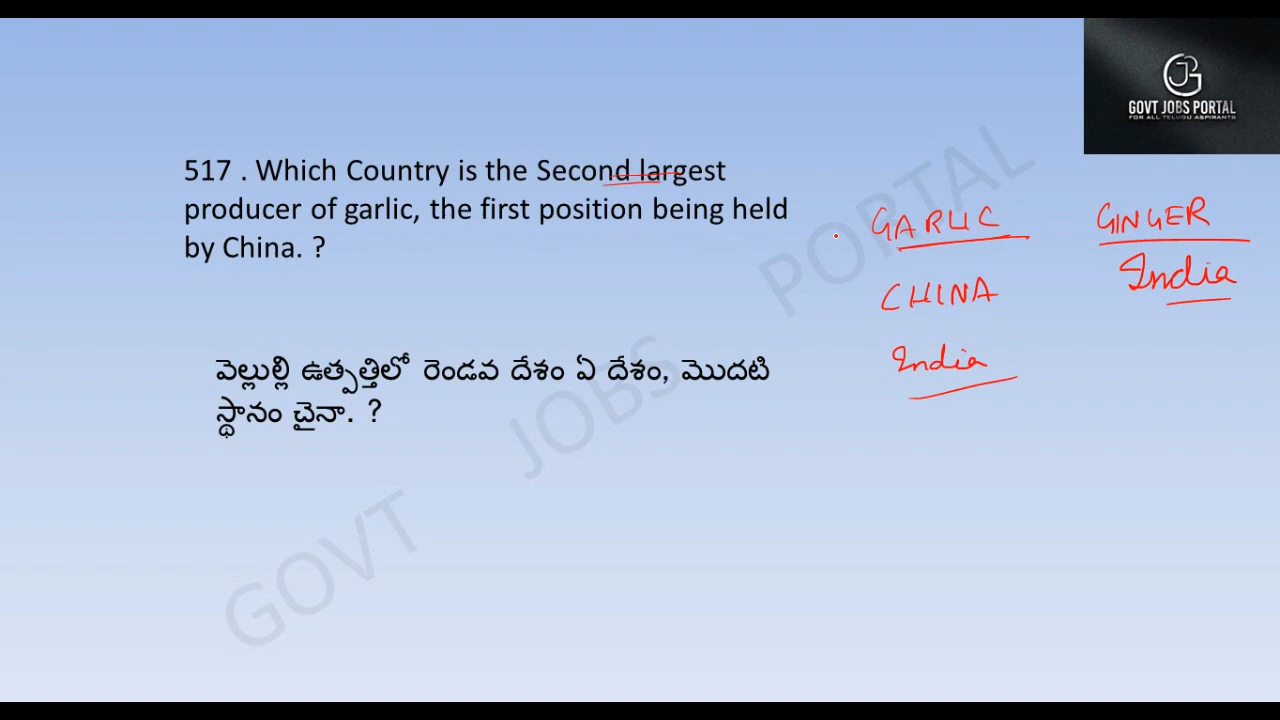 GOVT JOBS PORTAL
FOR ALL TELUGU ASPIRANTS
517 . Which Country is the Second largest
producer of garlic, the first position being held
by China. ?
వెల్లుల్లి ఉత్పత్తిలో రెండవ దేశం ఏ దేశం, మొదటి
స్థానం చైనా. ?
GARLIC
CHINA
India
GINGER
India
GOVT JOBS PORTAL